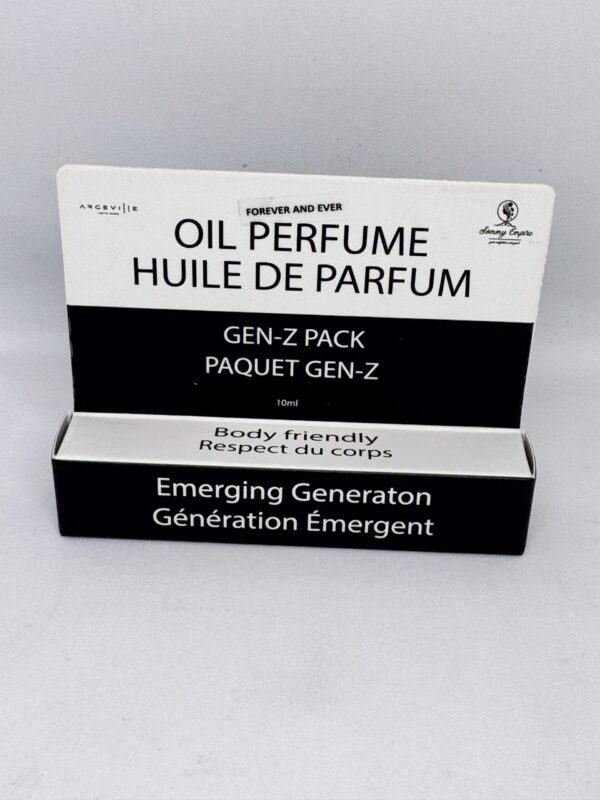 ARGEVILLE
FOREVER AND EVER
Sommy Empire
OIL PERFUME
HUILE DE PARFUM
GEN-Z PACK
PAQUET GEN-Z
10ml
Body friendly
Respect du corps
Emerging Generaton
Génération Émergent